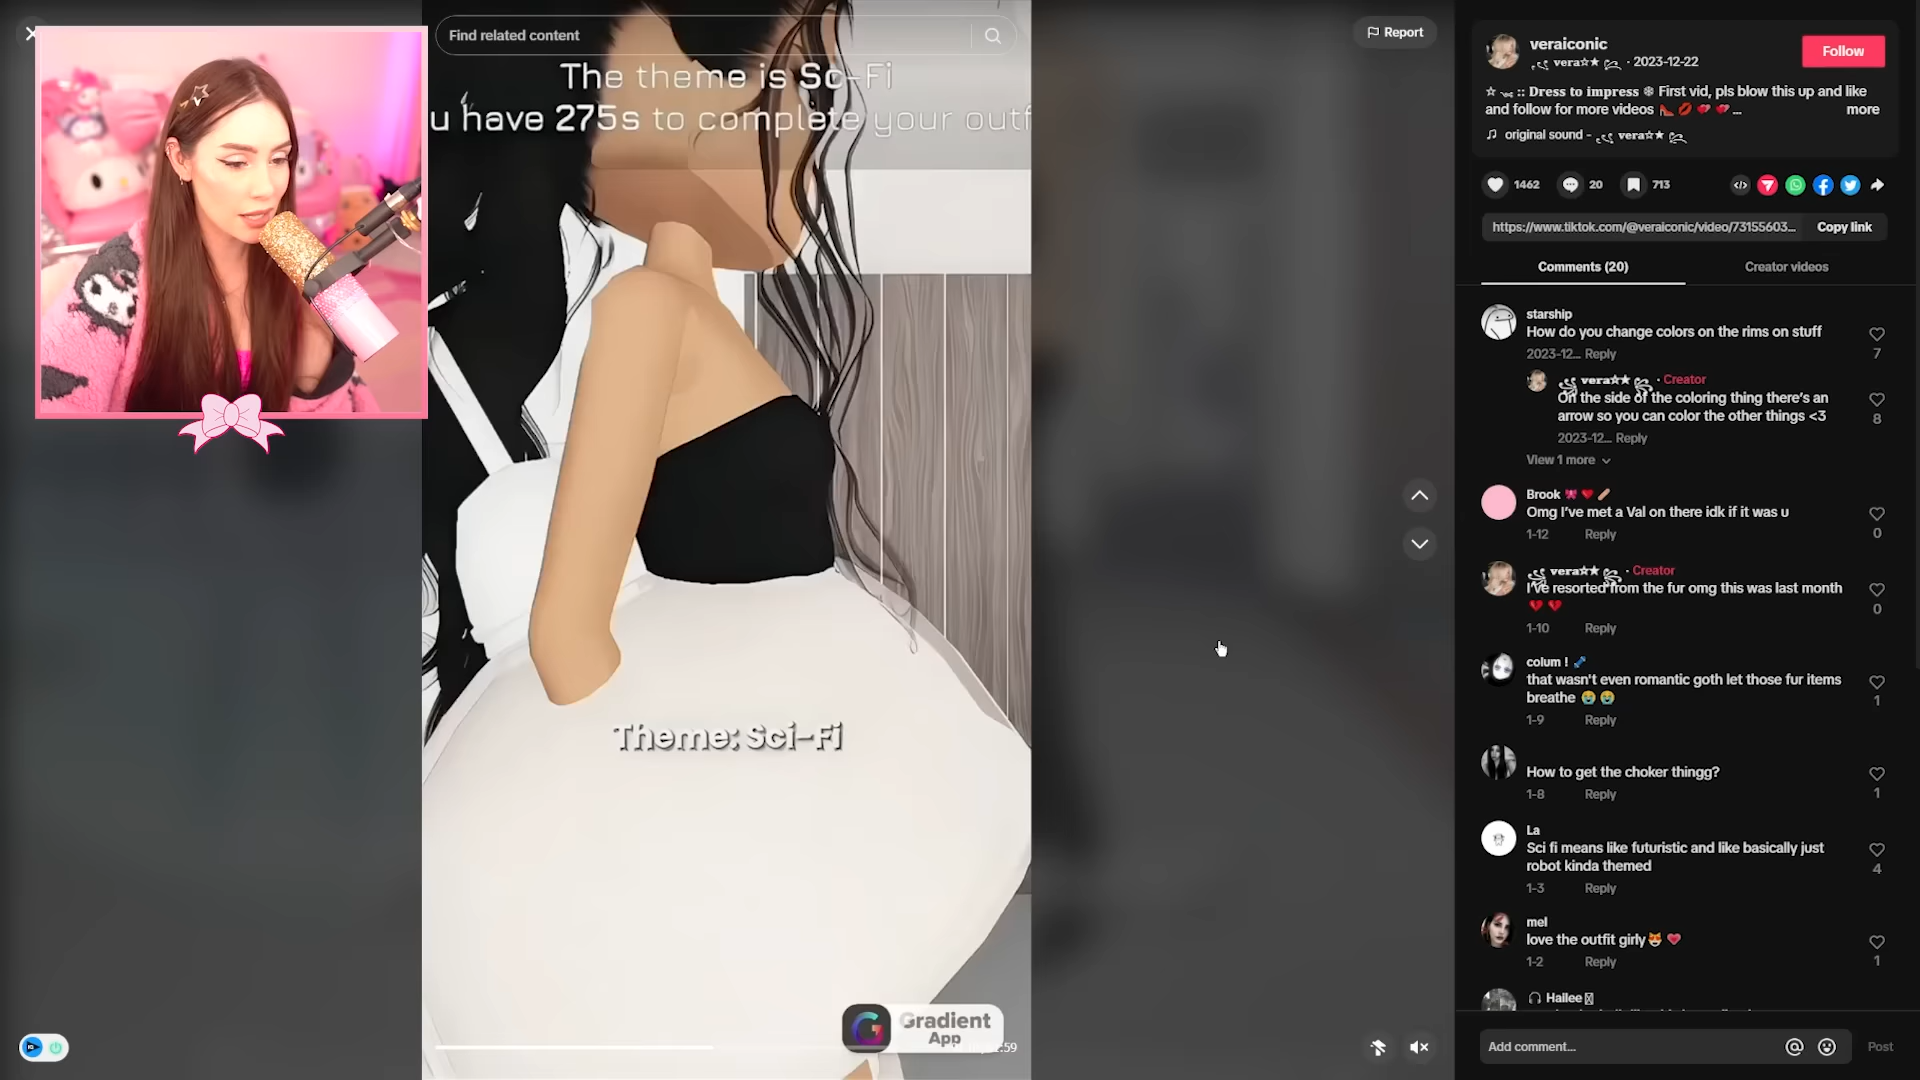 Find related content
Report
The theme is Sc-Fi
u have 275s to complete your outf
Theme: Sci-Fi
Gradient
App
:59
veraiconic
vera☆★ · 2023-12-22
Follow
☆ :: Dress to impress ❄ First vid, pls blow this up and like
and follow for more videos 👠 💋 💔 💔 ...
more
♫ original sound - vera☆★
1462
20
713
https://www.tiktok.com/@veraiconic/video/73155603...
Copy link
Comments (20)
Creator videos
starship
How do you change colors on the rims on stuff
2023-12... Reply
7
vera☆★ · Creator
On the side of the coloring thing there's an
arrow so you can color the other things <3
8
2023-12... Reply
View 1 more
Brook 🎀 ❤️ 🩹
Omg I've met a Val on there idk if it was u
1-12 Reply
0
vera☆★ · Creator
I've resorted from the fur omg this was last month
💔 💔
0
1-10 Reply
colum !
that wasn't even romantic goth let those fur items
breathe 😭 😭
1
1-9 Reply
How to get the choker thingg?
1-8 Reply
1
La
Sci fi means like futuristic and like basically just
robot kinda themed
4
1-3 Reply
mel
love the outfit girly 😻 ❤️
1-2 Reply
1
Hallee
Add comment...
Post